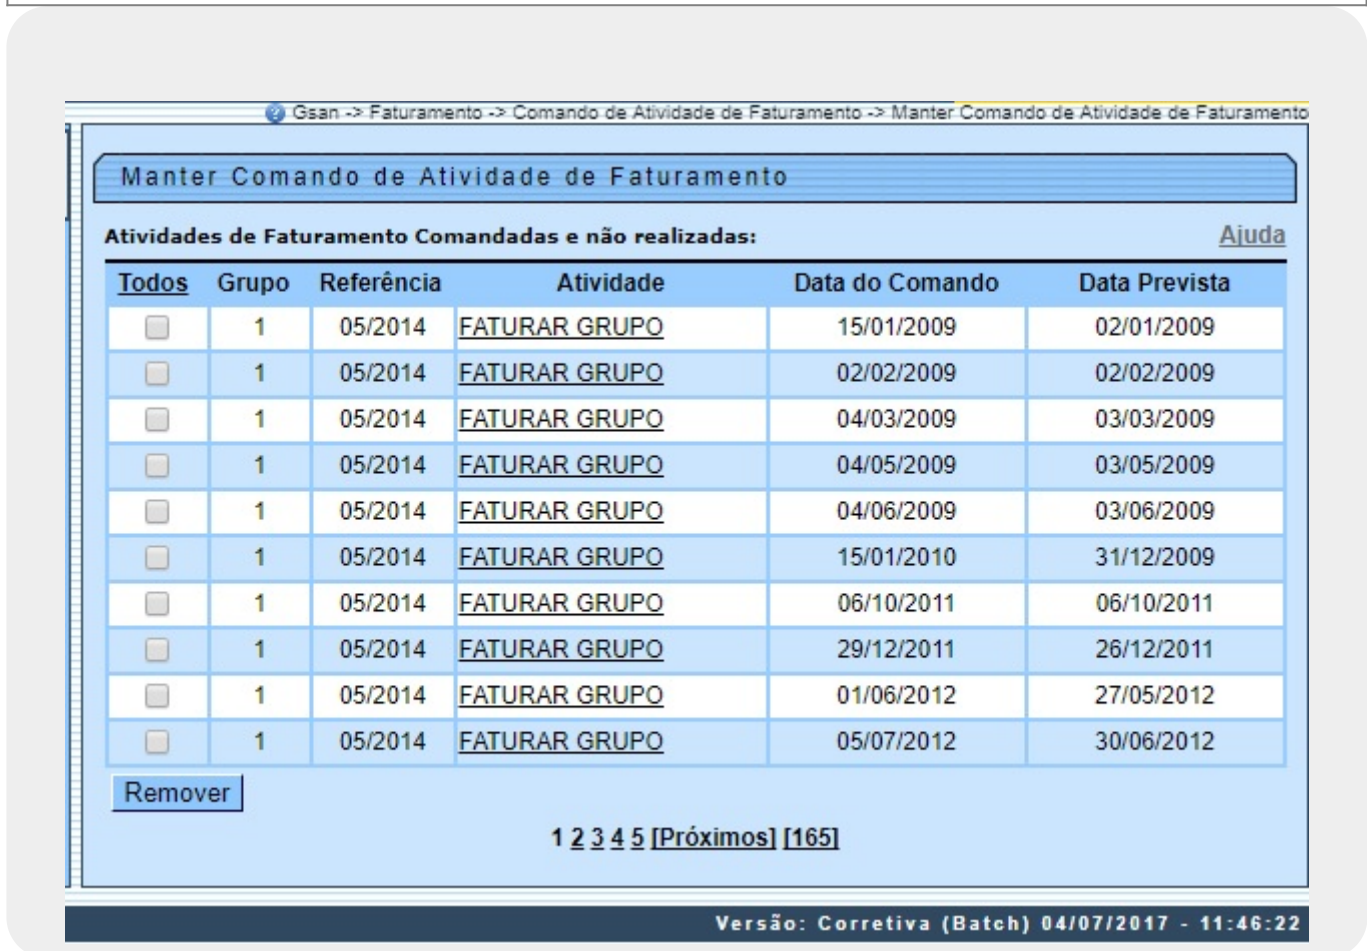 Gsan -> Faturamento -> Comando de Atividade de Faturamento -> Manter Comando de Atividade de Faturamento
Manter Comando de Atividade de Faturamento
Atividades de Faturamento Comandadas e não realizadas: Ajuda
Todos Grupo Referência Atividade Data do Comando Data Prevista
1 05/2014 FATURAR GRUPO 15/01/2009 02/01/2009
1 05/2014 FATURAR GRUPO 02/02/2009 02/02/2009
1 05/2014 FATURAR GRUPO 04/03/2009 03/03/2009
1 05/2014 FATURAR GRUPO 04/05/2009 03/05/2009
1 05/2014 FATURAR GRUPO 04/06/2009 03/06/2009
1 05/2014 FATURAR GRUPO 15/01/2010 31/12/2009
1 05/2014 FATURAR GRUPO 06/10/2011 06/10/2011
1 05/2014 FATURAR GRUPO 29/12/2011 26/12/2011
1 05/2014 FATURAR GRUPO 01/06/2012 27/05/2012
1 05/2014 FATURAR GRUPO 05/07/2012 30/06/2012
Remover
1 2 3 4 5 [Próximos] [165]
Versão: Corretiva (Batch) 04/07/2017 - 11:46:22